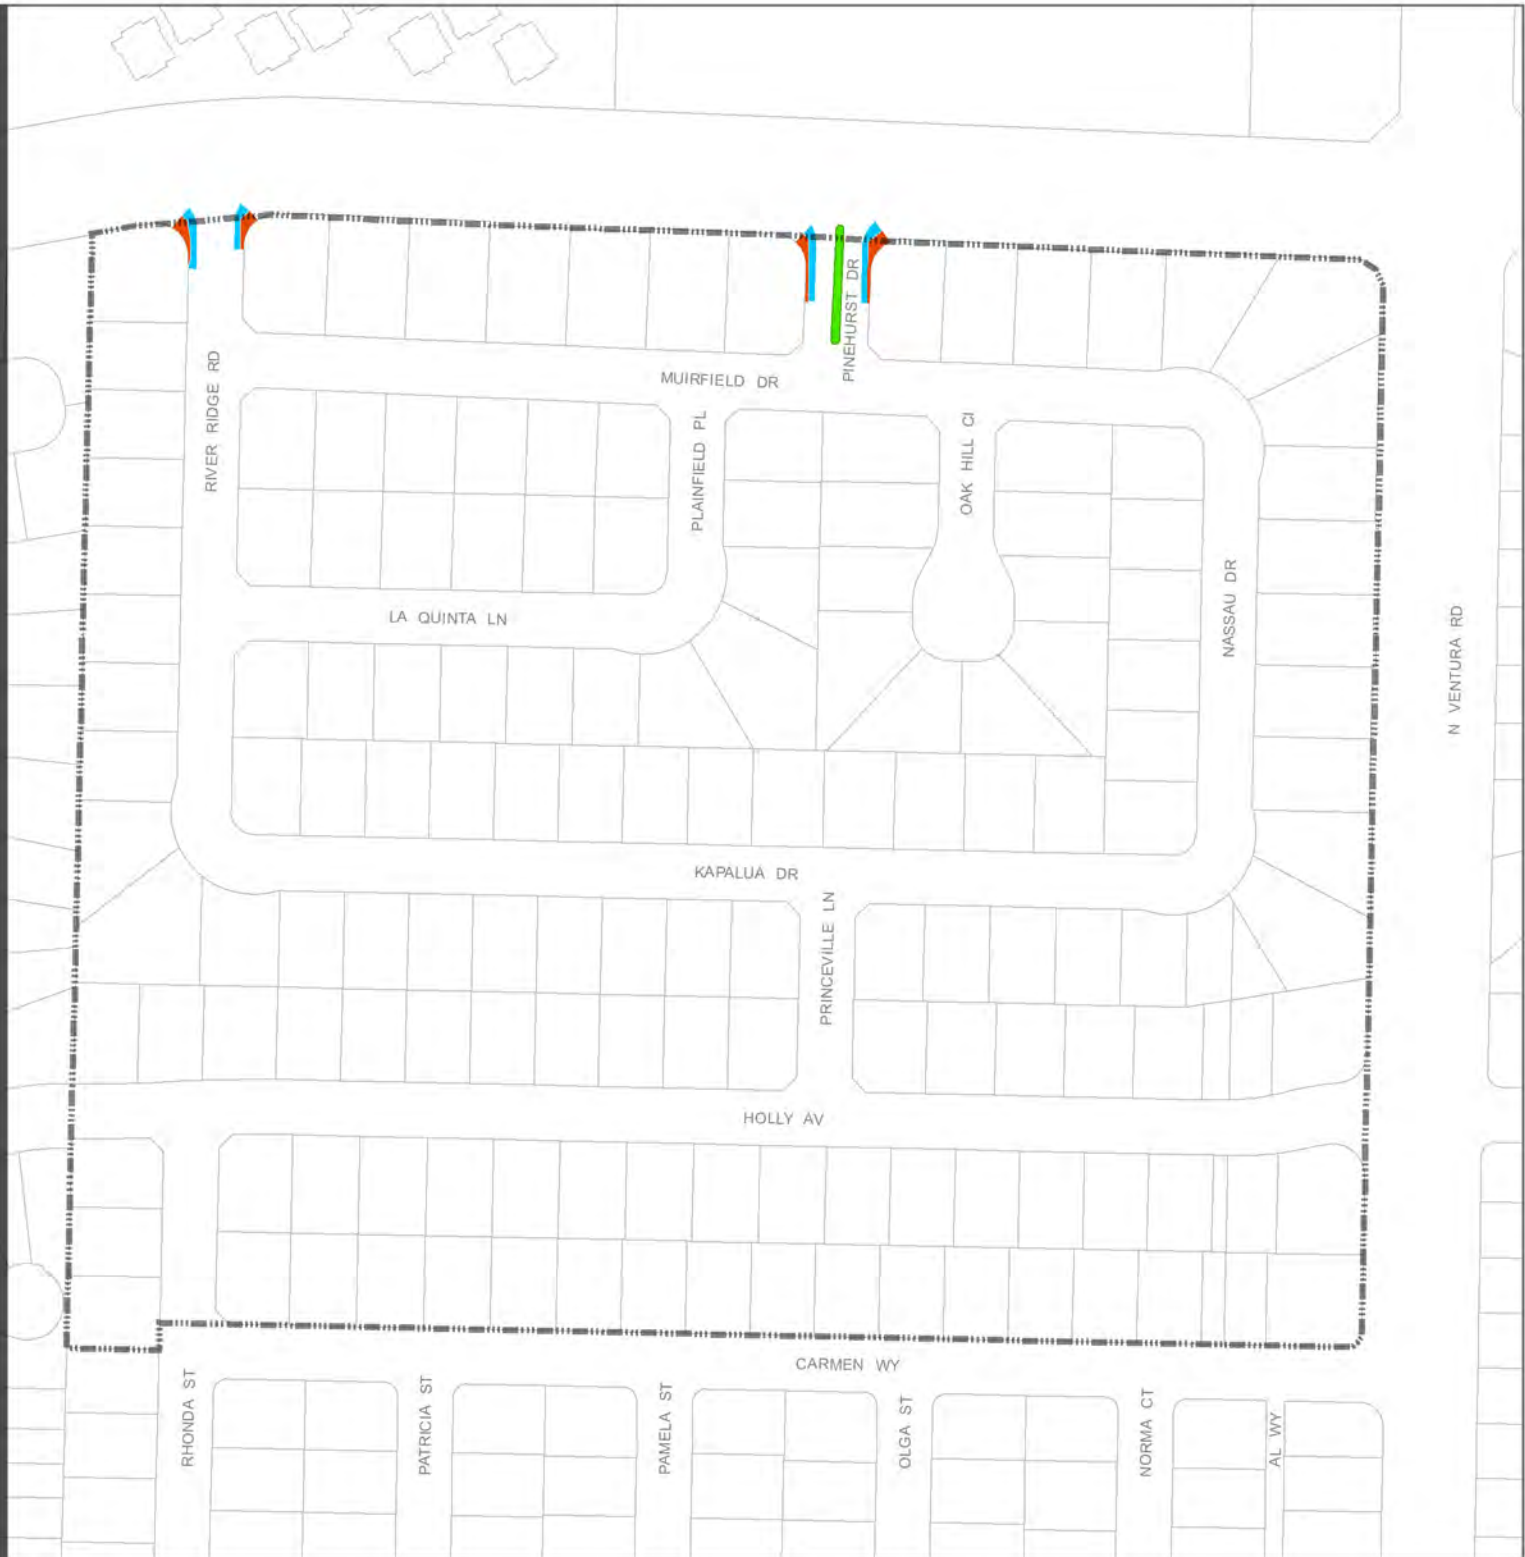 PINEHURST DR
MUIRFIELD DR
RIVER RIDGE RD
PLAINFIELD PL
OAK HILL CI
NASSAU DR
LA QUINTA LN
N VENTURA RD
KAPALUA DR
PRINCEVILLE LN
HOLLY AV
CARMEN WY
RHONDA ST
PATRICIA ST
PAMELA ST
OLGA ST
NORMA CT
AL WY